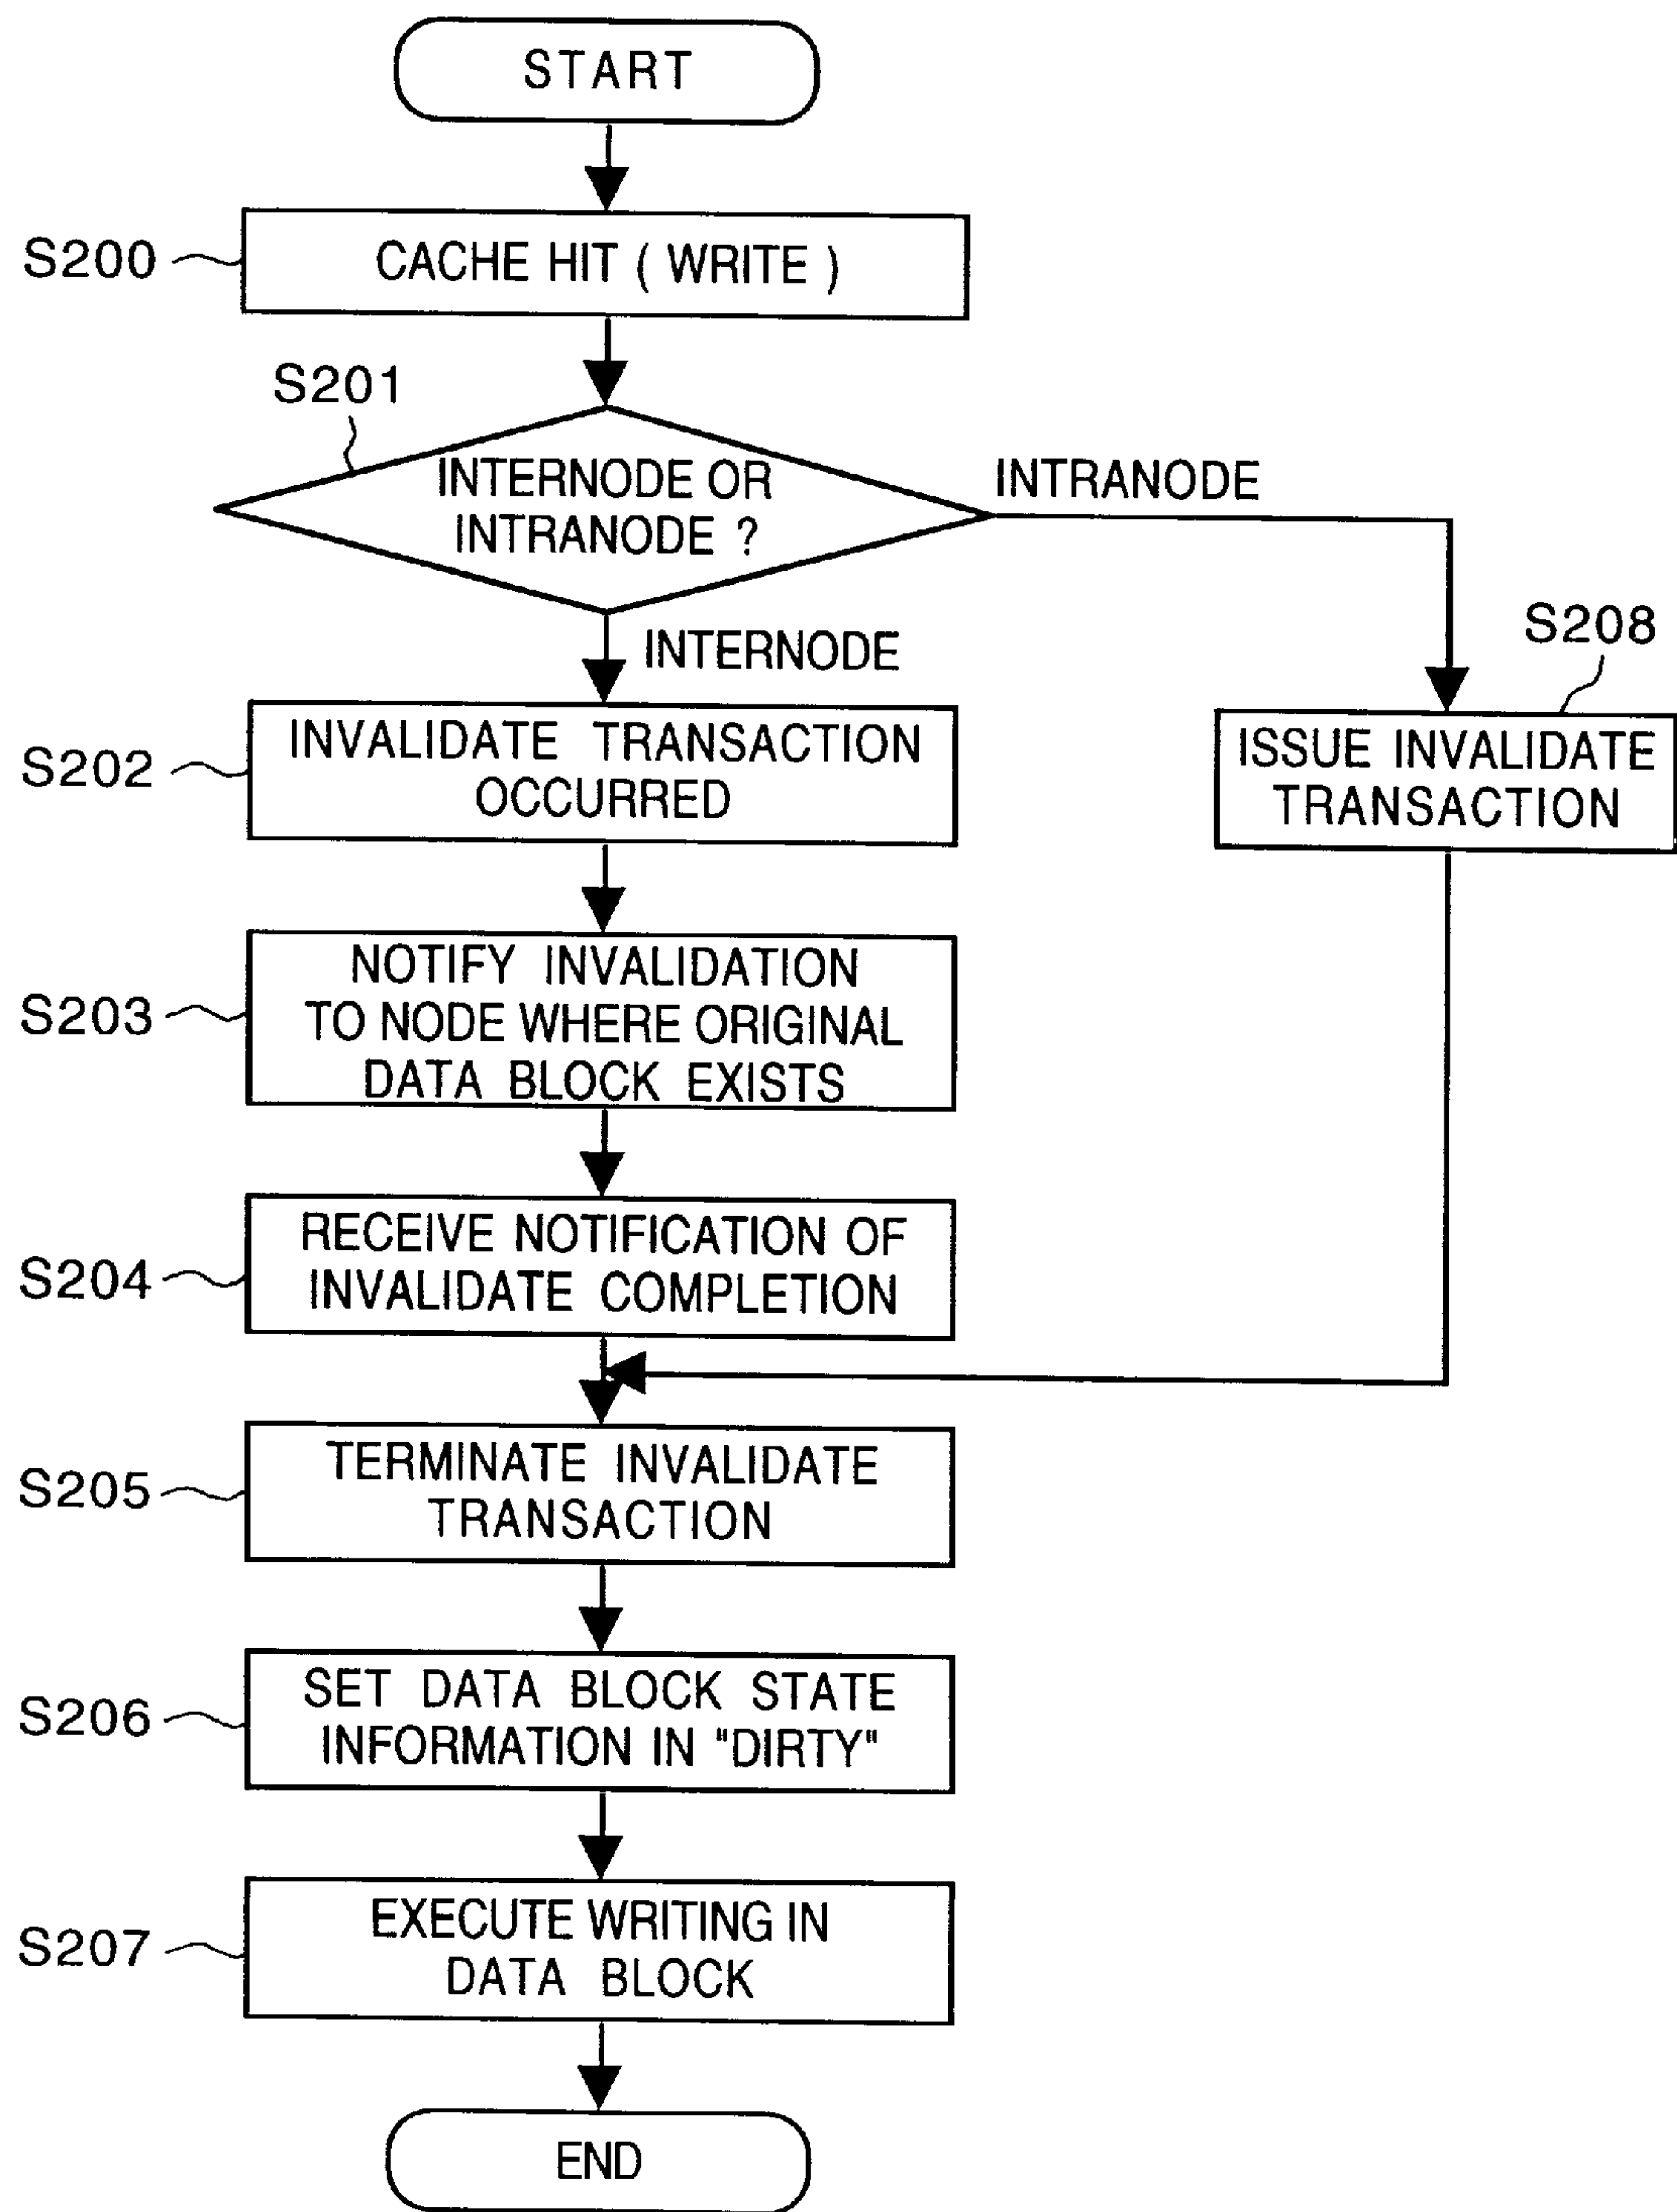 START
S200
CACHE HIT ( WRITE )
S201
INTERNODE OR
INTRANODE ?
INTRANODE
INTERNODE
S202
INVALIDATE TRANSACTION
OCCURRED
S208
ISSUE INVALIDATE
TRANSACTION
S203
NOTIFY INVALIDATION
TO NODE WHERE ORIGINAL
DATA BLOCK EXISTS
S204
RECEIVE NOTIFICATION OF
INVALIDATE COMPLETION
S205
TERMINATE INVALIDATE
TRANSACTION
S206
SET DATA BLOCK STATE
INFORMATION IN "DIRTY"
S207
EXECUTE WRITING IN
DATA BLOCK
END